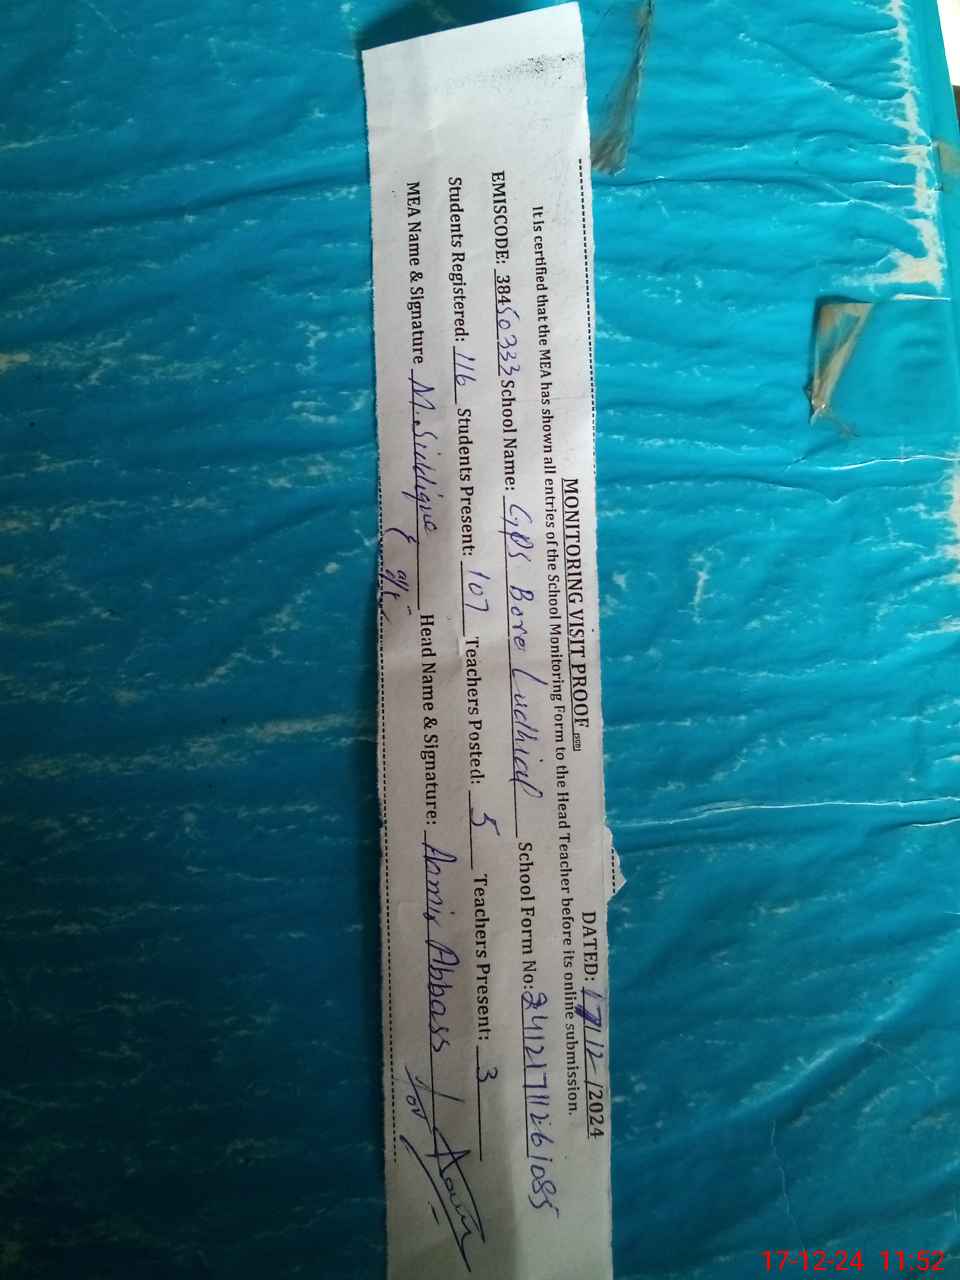 MONITORING VISIT PROOF (SGD) DATED: 17/12/2024
It is certified that the MEA has shown all entries of the School Monitoring Form to the Head Teacher before its online submission.
EMISCODE: 38450333 School Name: GPS Bore Ludhial School Form No: 24121711261085
Students Registered: 116 Students Present: 107 Teachers Posted: 5 Teachers Present: 3
MEA Name & Signature M. Siddique Head Name & Signature: Aamir Abbass
17-12-24 11:52